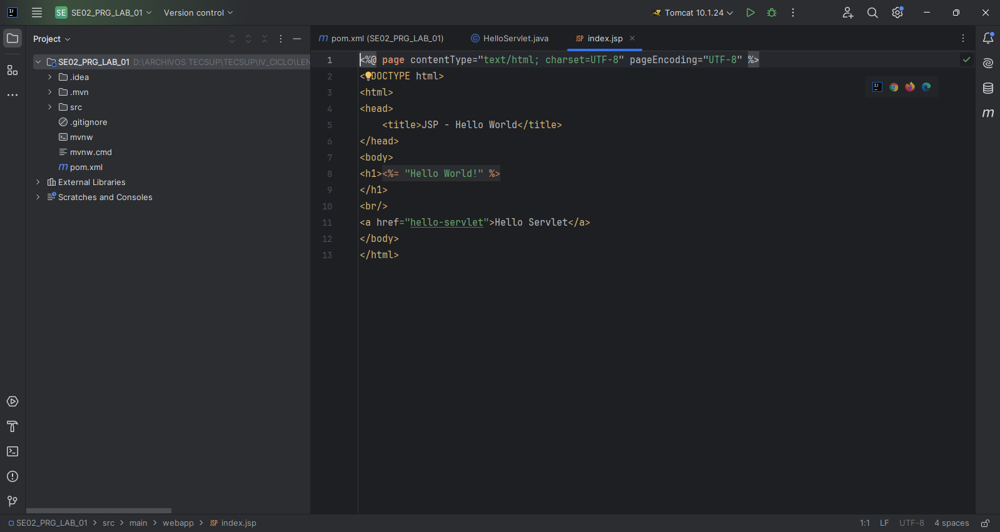 SE SE02_PRG_LAB_01 Version control Tomcat 10.1.24
Project
pom.xml (SE02_PRG_LAB_01) HelloServlet.java JSP index.jsp
SE02_PRG_LAB_01 D:\ARCHIVOS TECSUP\TECSUP\IV_CICLO\LEN
.idea
.mvn
src
.gitignore
mvnw
mvnw.cmd
pom.xml
External Libraries
Scratches and Consoles
1 <%@ page contentType="text/html; charset=UTF-8" pageEncoding="UTF-8" %>
2 <DOCTYPE html>
3 <html>
4 <head>
5 <title>JSP - Hello World</title>
6 </head>
7 <body>
8 <h1><%= "Hello World!" %>
9 </h1>
10 <br/>
11 <a href="hello-servlet">Hello Servlet</a>
12 </body>
13 </html>
SE02_PRG_LAB_01 > src > main > webapp > JSP index.jsp 1:1 LF UTF-8 4 spaces